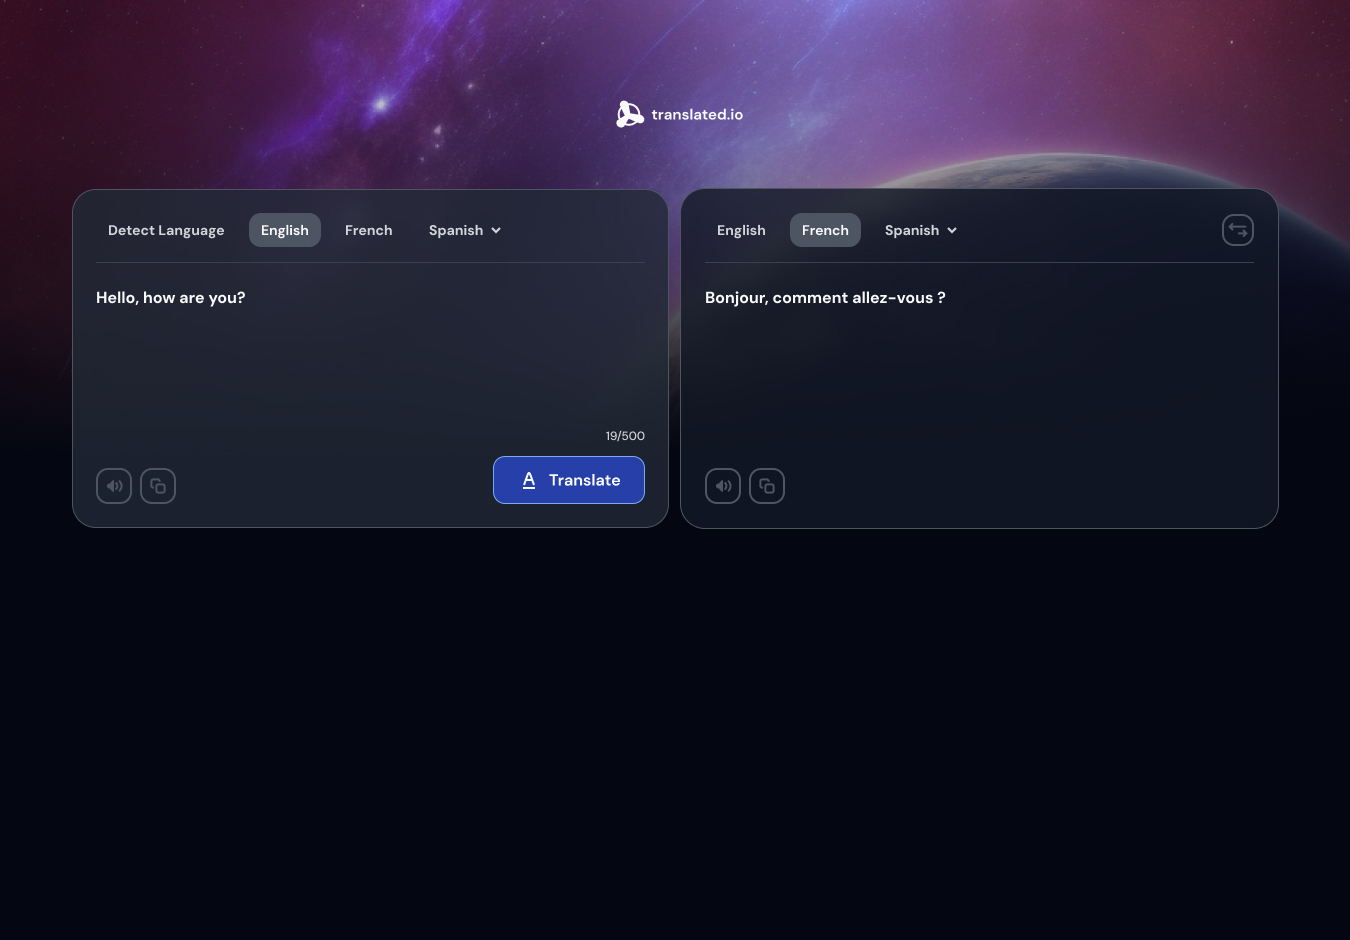 translated.io
Detect Language English French Spanish
Hello, how are you?
19/500
A Translate
English French Spanish
Bonjour, comment allez-vous ?